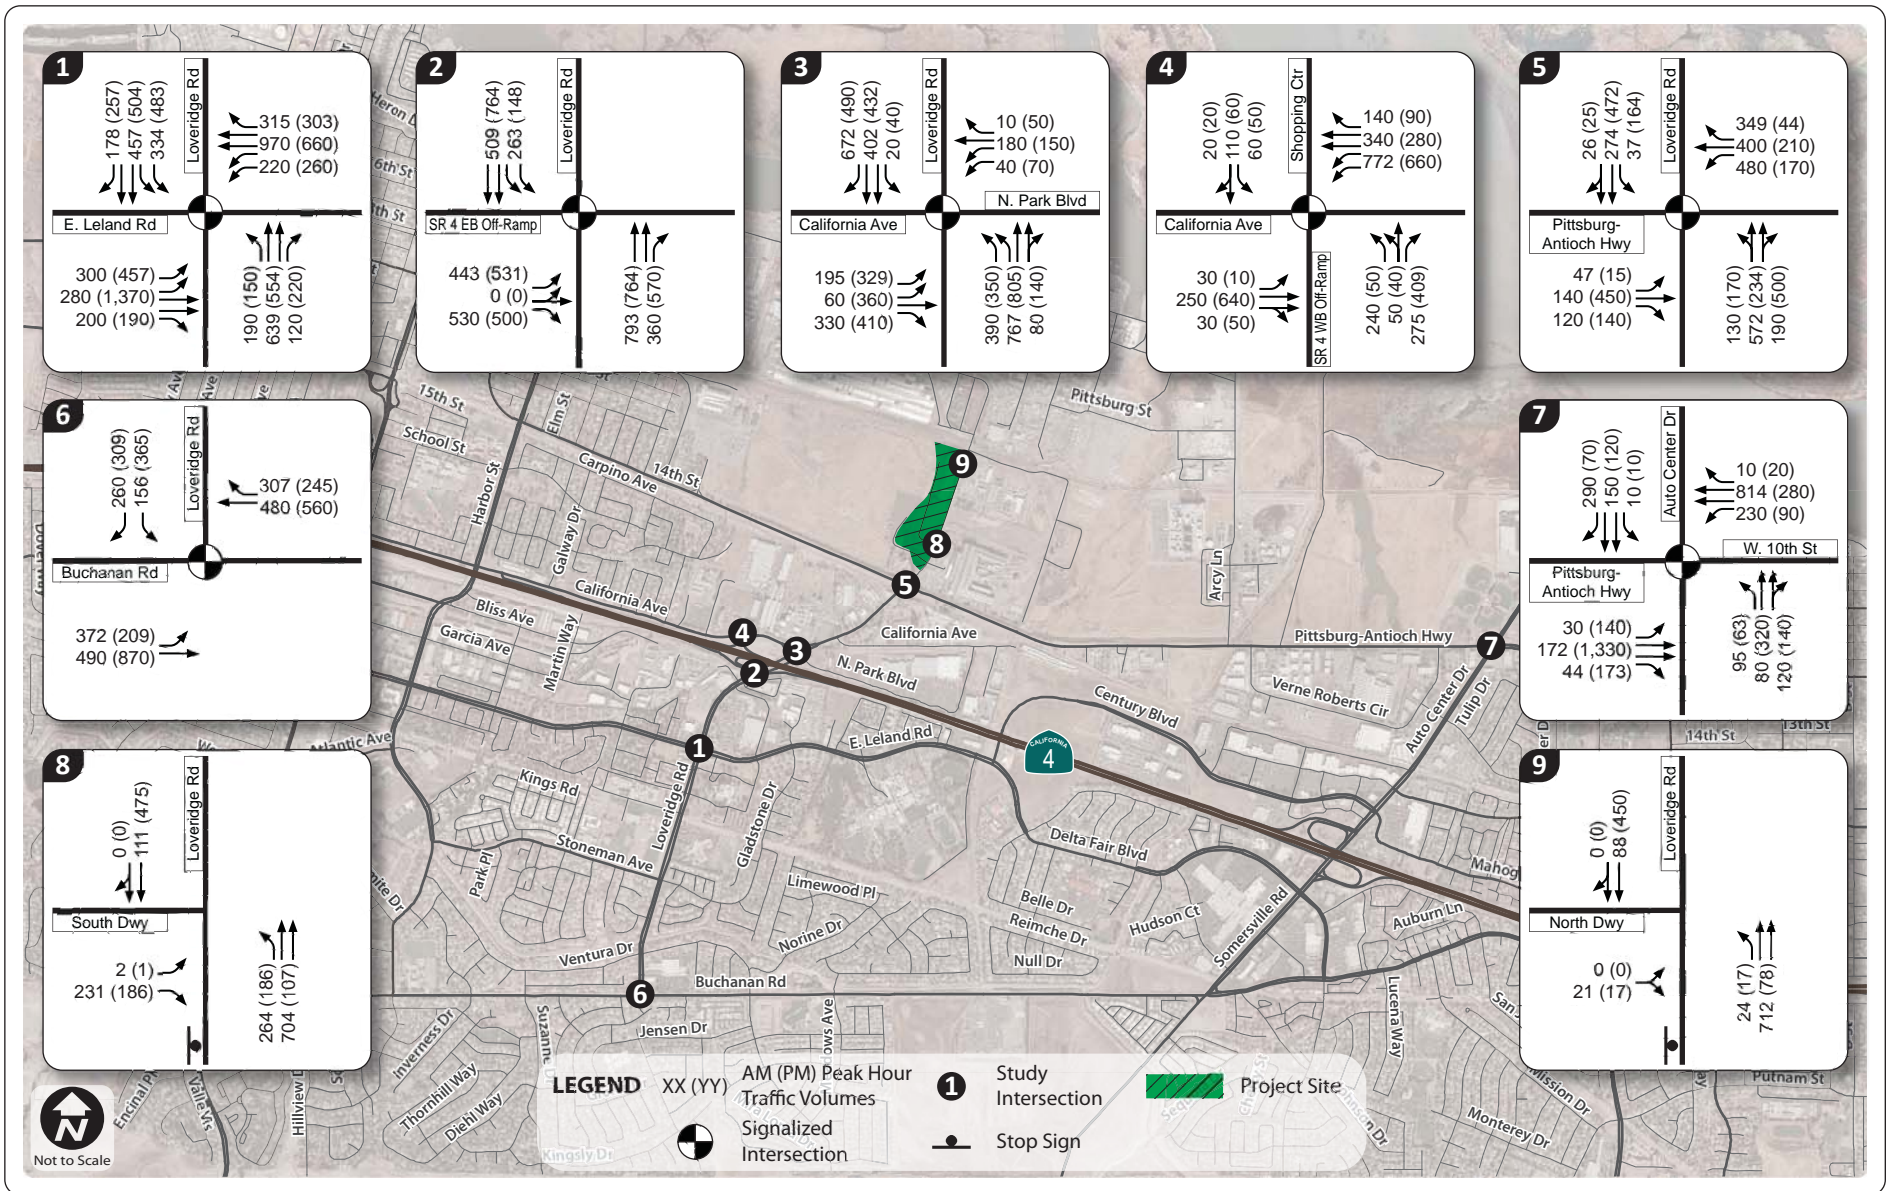 1
178 (257)
457 (504)
334 (483)
Loveridge Rd
315 (303)
970 (660)
220 (260)
E. Leland Rd
300 (457)
280 (1,370)
200 (190)
190 (150)
639 (554)
120 (220)
2
509 (764)
263 (148)
Loveridge Rd
SR 4 EB Off-Ramp
443 (531)
0 (0)
530 (500)
793 (764)
360 (570)
3
672 (490)
402 (432)
20 (40)
Loveridge Rd
10 (50)
180 (150)
40 (70)
N. Park Blvd
California Ave
195 (329)
60 (360)
330 (410)
390 (350)
767 (805)
80 (140)
4
20 (20)
110 (60)
60 (50)
Shopping Ctr
140 (90)
340 (280)
772 (660)
California Ave
30 (10)
250 (640)
30 (50)
SR 4 WB Off-Ramp
240 (50)
50 (40)
275 (409)
5
26 (25)
274 (472)
37 (164)
Loveridge Rd
349 (44)
400 (210)
480 (170)
Pittsburg-
Antioch Hwy
47 (15)
140 (450)
120 (140)
130 (170)
572 (234)
190 (500)
6
260 (309)
156 (365)
Loveridge Rd
307 (245)
480 (560)
Buchanan Rd
372 (209)
490 (870)
7
290 (70)
150 (120)
10 (10)
Auto Center Dr
10 (20)
814 (280)
230 (90)
W. 10th St
Pittsburg-
Antioch Hwy
30 (140)
172 (1,330)
44 (173)
95 (63)
80 (320)
120 (140)
8
0 (0)
111 (475)
Loveridge Rd
South Dwy
2 (1)
231 (186)
264 (186)
704 (107)
9
0 (0)
88 (450)
Loveridge Rd
North Dwy
0 (0)
21 (17)
24 (17)
712 (78)
6th St
15th St
School St
Elm St
Harbor St
Carpino Ave
14th St
Galway Dr
Pittsburg St
California Ave
Bliss Ave
Garcia Ave
Martin Way
California Ave
N. Park Blvd
Arcy Ln
Pittsburg-Antioch Hwy
Verne Roberts Cir
Century Blvd
Auto Center Dr
Tulip Dr
E. Leland Rd
CALIFORNIA
4
14th St
13th St
Atlantic Ave
Kings Rd
Loveridge Rd
Gladstone Dr
Stoneman Ave
Park Pl
Delta Fair Blvd
Limewood Pl
Belle Dr
Reimche Dr
Null Dr
Hudson Ct
Somersville Rd
Auburn Ln
Norine Dr
Ventura Dr
Buchanan Rd
Lucena Way
Jensen Dr
Inverness Dr
Thornhill Way
Diehl Way
Kingsly Dr
Mission Dr
Monterey Dr
Putnam St
1
2
3
4
5
6
7
8
9
LEGEND
XX (YY)
AM (PM) Peak Hour
Traffic Volumes
Signalized
Intersection
1
Study
Intersection
Stop Sign
Project Site
N
Not to Scale